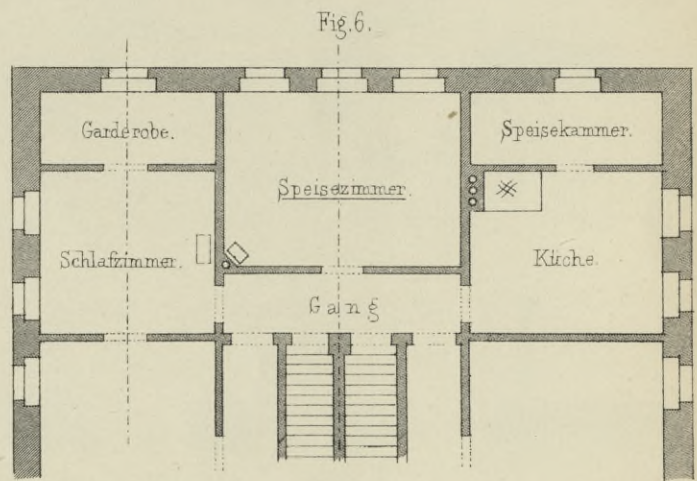 Fig. 6.
Garderobe.
Speisekammer.
Speisezimmer.
Schlafzimmer.
Küche.
Gang